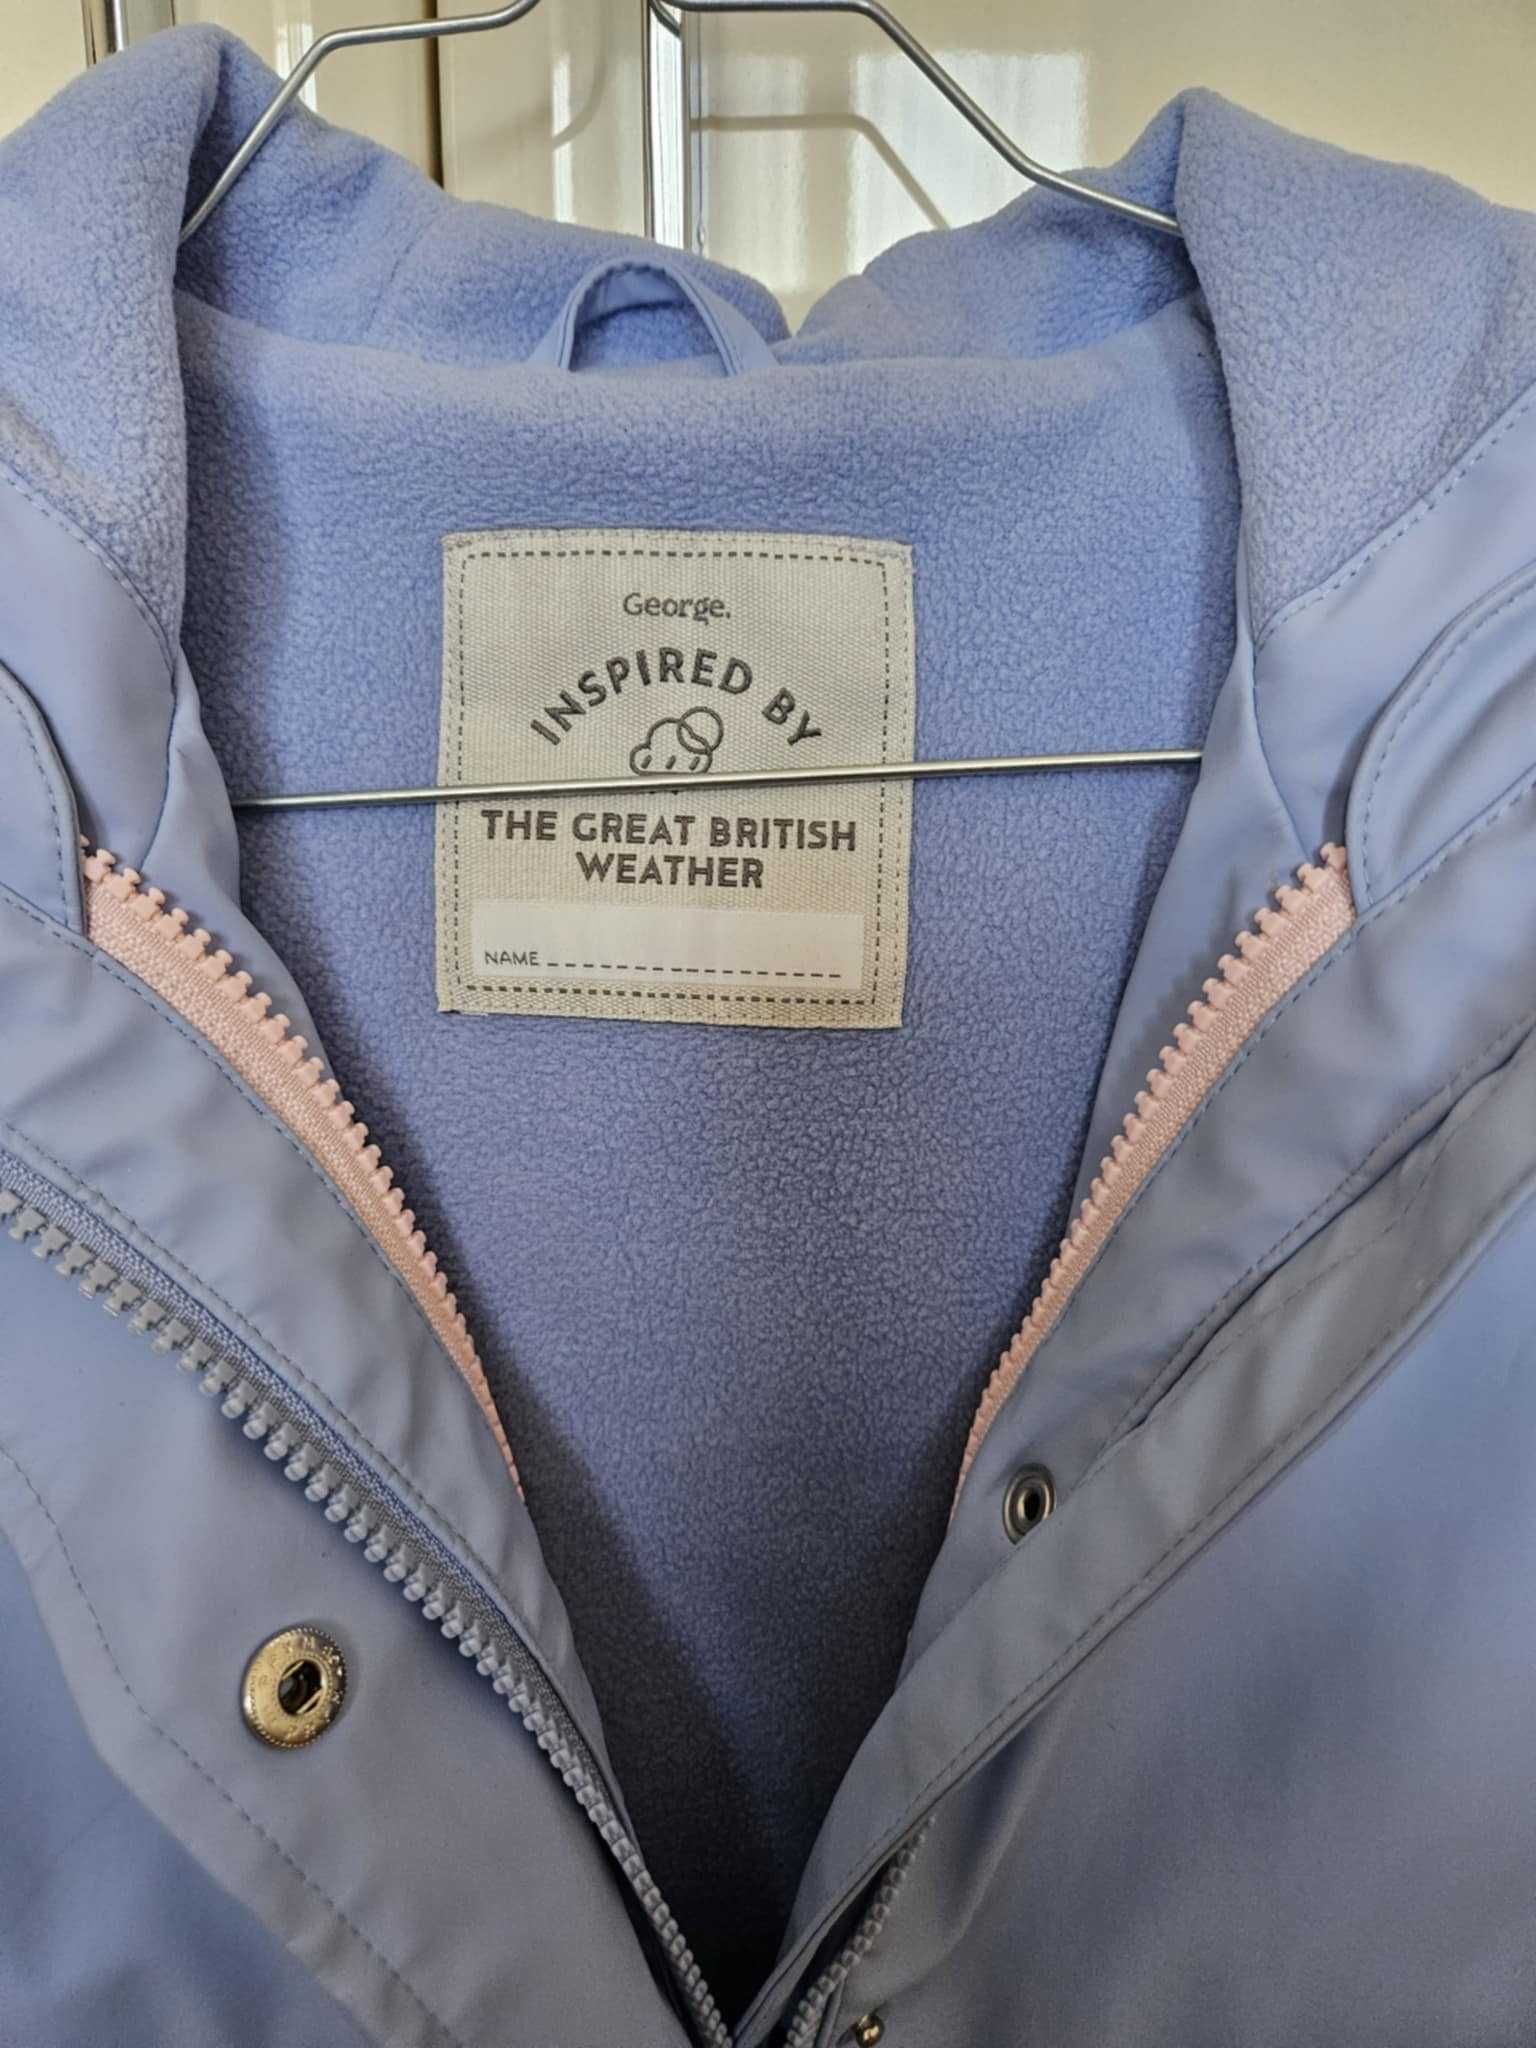 George.
INSPIRED BY
THE GREAT BRITISH
WEATHER
NAME